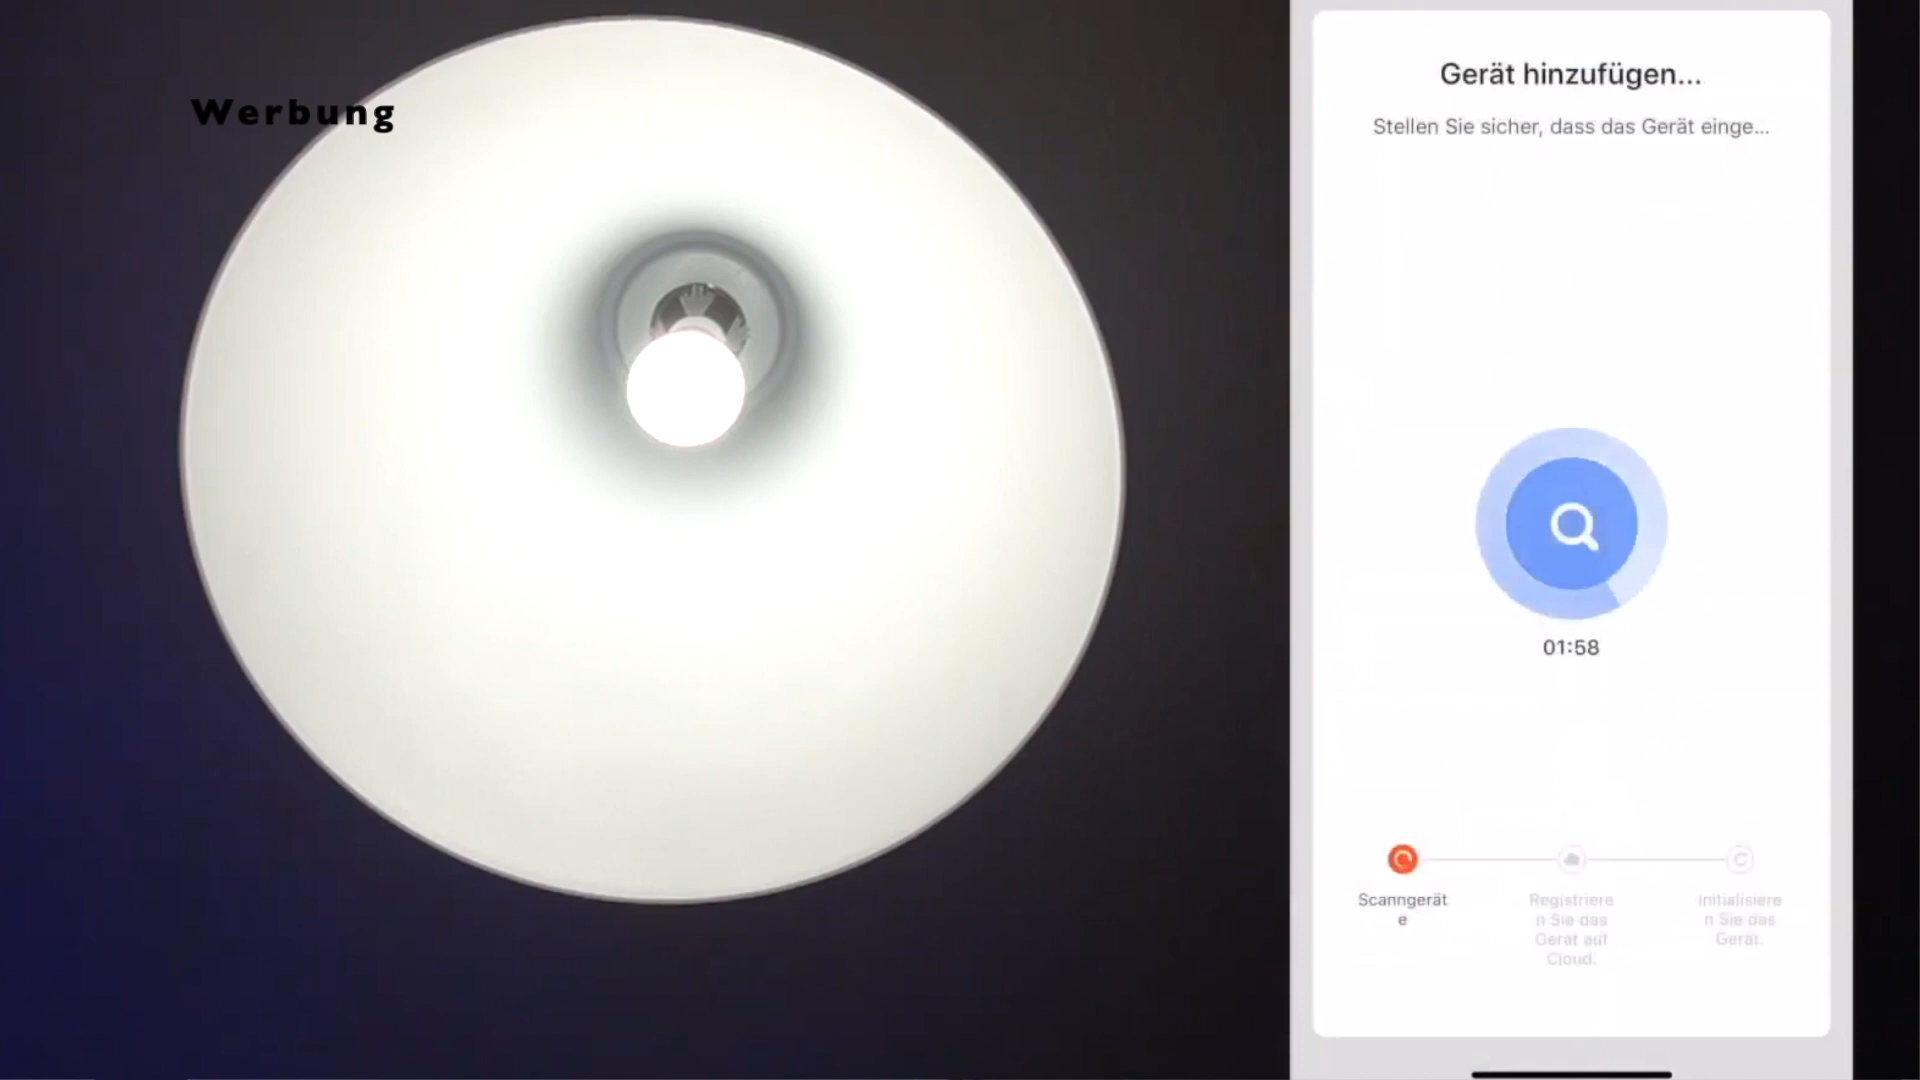 Werbung
Gerät hinzufügen...
Stellen Sie sicher, dass das Gerät einge...
01:58
Scanngerät
e
Registriere
n Sie das
Gerät auf
Cloud.
Initialisiere
n Sie das
Gerät.